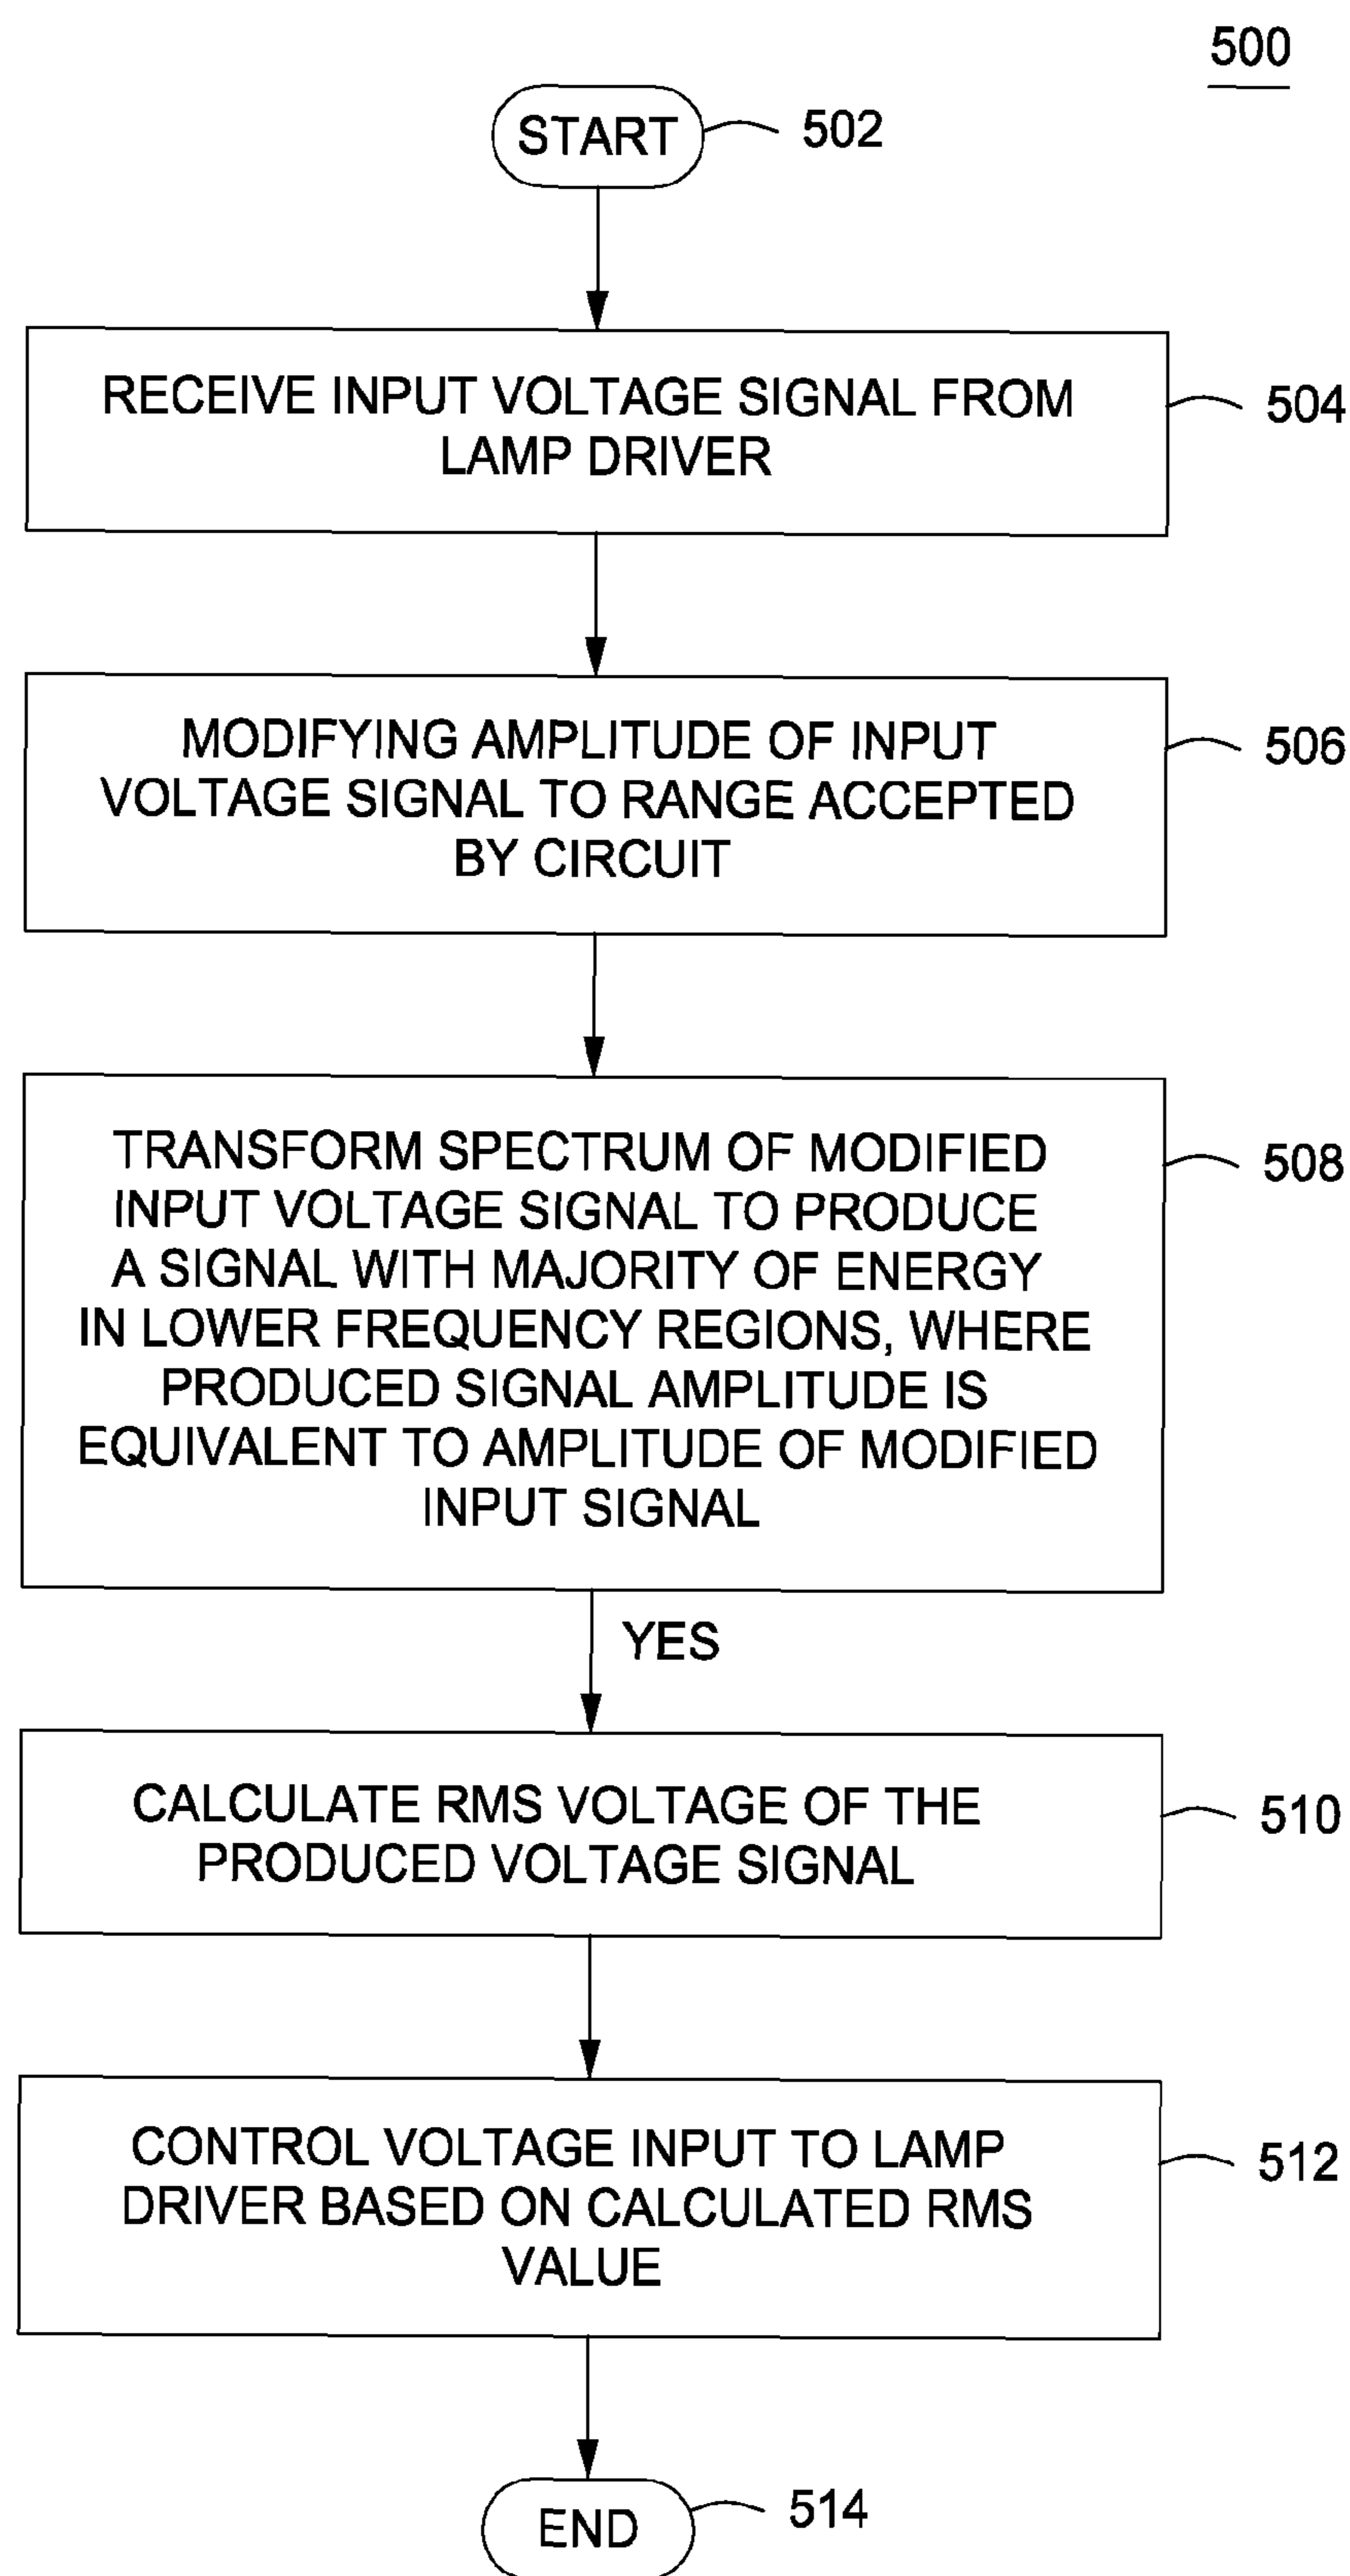 500
START
502
RECEIVE INPUT VOLTAGE SIGNAL FROM
LAMP DRIVER
504
MODIFYING AMPLITUDE OF INPUT
VOLTAGE SIGNAL TO RANGE ACCEPTED
BY CIRCUIT
506
TRANSFORM SPECTRUM OF MODIFIED
INPUT VOLTAGE SIGNAL TO PRODUCE
A SIGNAL WITH MAJORITY OF ENERGY
IN LOWER FREQUENCY REGIONS, WHERE
PRODUCED SIGNAL AMPLITUDE IS
EQUIVALENT TO AMPLITUDE OF MODIFIED
INPUT SIGNAL
508
YES
CALCULATE RMS VOLTAGE OF THE
PRODUCED VOLTAGE SIGNAL
510
CONTROL VOLTAGE INPUT TO LAMP
DRIVER BASED ON CALCULATED RMS
VALUE
512
END
514